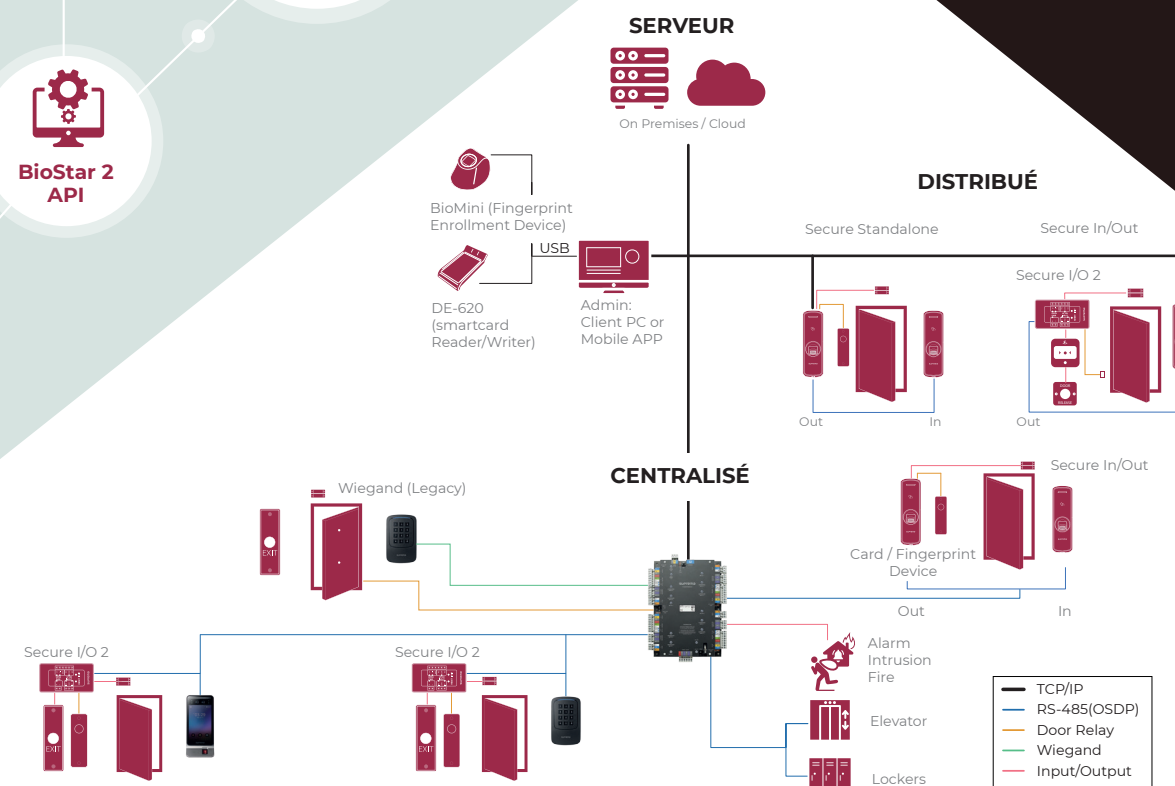 SERVEUR
On Premises / Cloud
BioStar 2
API
BioMini (Fingerprint
Enrollment Device)
USB
DE-620
(smartcard
Reader/Writer)
Admin:
Client PC or
Mobile APP
DISTRIBUÉ
Secure Standalone
Secure In/Out
Secure I/O 2
Out
In
Out
CENTRALISÉ
Wiegand (Legacy)
EXIT
Secure In/Out
Card / Fingerprint
Device
Out
In
Secure I/O 2
EXIT
Secure I/O 2
EXIT
Alarm
Intrusion
Fire
Elevator
Lockers
TCP/IP
RS-485(OSDP)
Door Relay
Wiegand
Input/Output